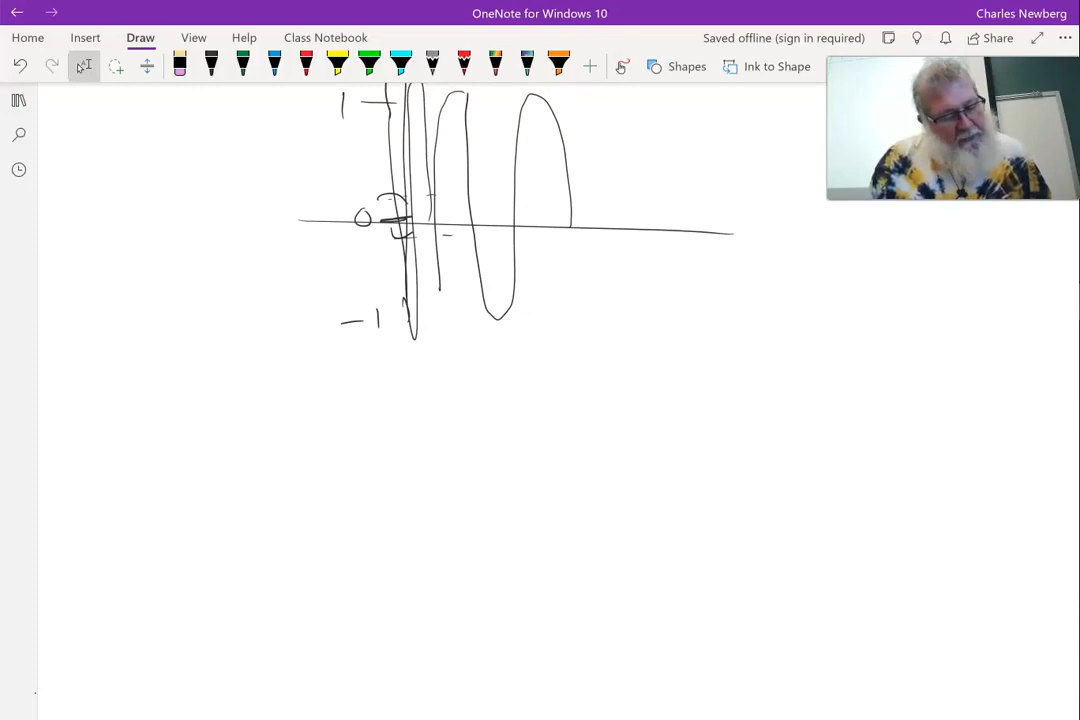 OneNote for Windows 10
Charles Newberg
Home Insert Draw View Help Class Notebook
Saved offline (sign in required)
Share
Shapes
Ink to Shape
1
0
-1